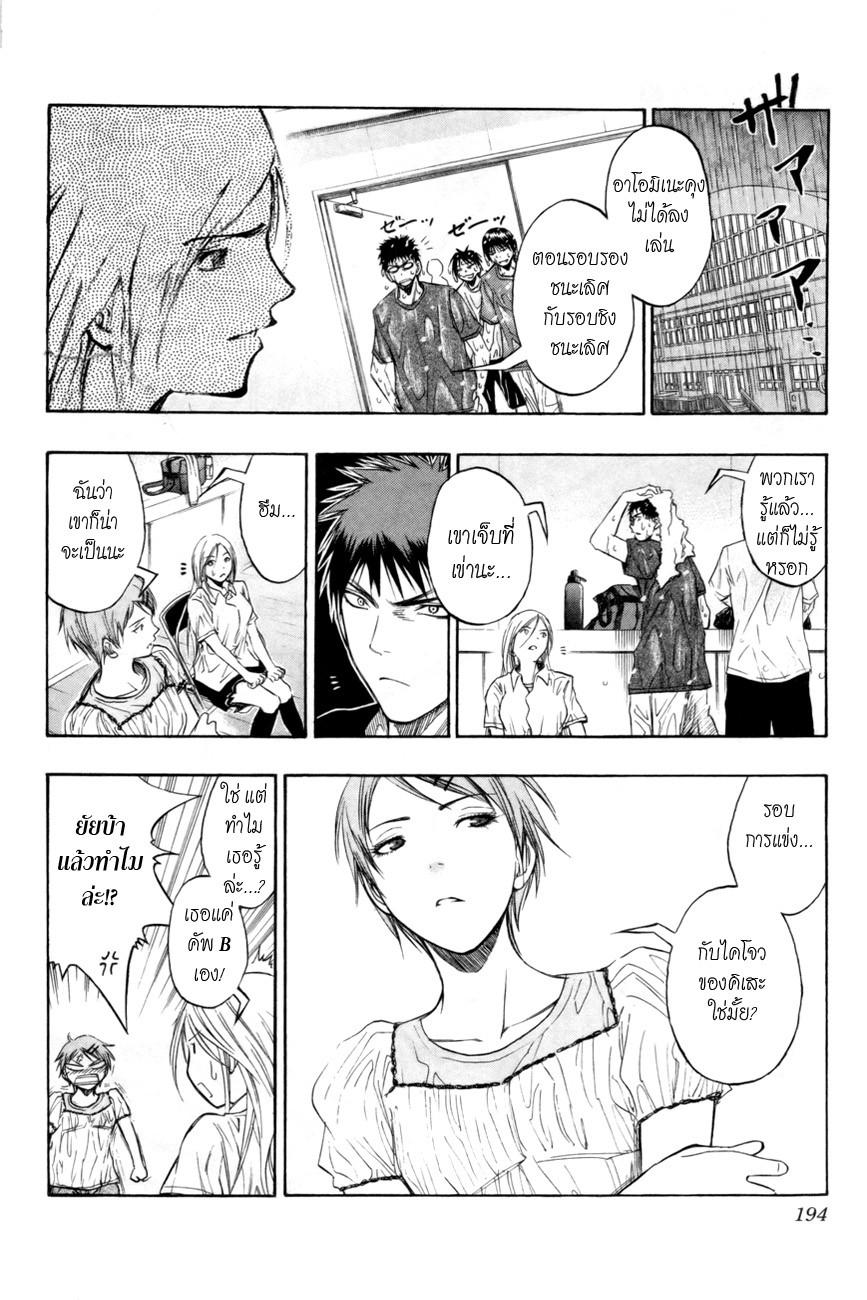 ザアアアア
อาโอมิเนะคุง
ไม่ได้ลง
เล่น
ตอนรอบรอง
ชนะเลิศ
กับรอบชิง
ชนะเลิศ
ゼーッ
ゼーッ
พวกเรา
รู้แล้ว...
แต่ก็ไม่รู้
หรอก
เขาเจ็บที่
เข่านะ...
ฮึม...
ฉันว่า
เขาก็น่า
จะเป็นนะ
รอบ
การแข่ง...
กับไคโจว
ของคิเสะ
ใช่มั้ย?
ใช่ แต่
ทำไม
เธอรู้
ล่ะ...?
เธอแค่
คัพ B
เอง!
ยัยบ้า
แล้วทำไม
ล่ะ!?
194